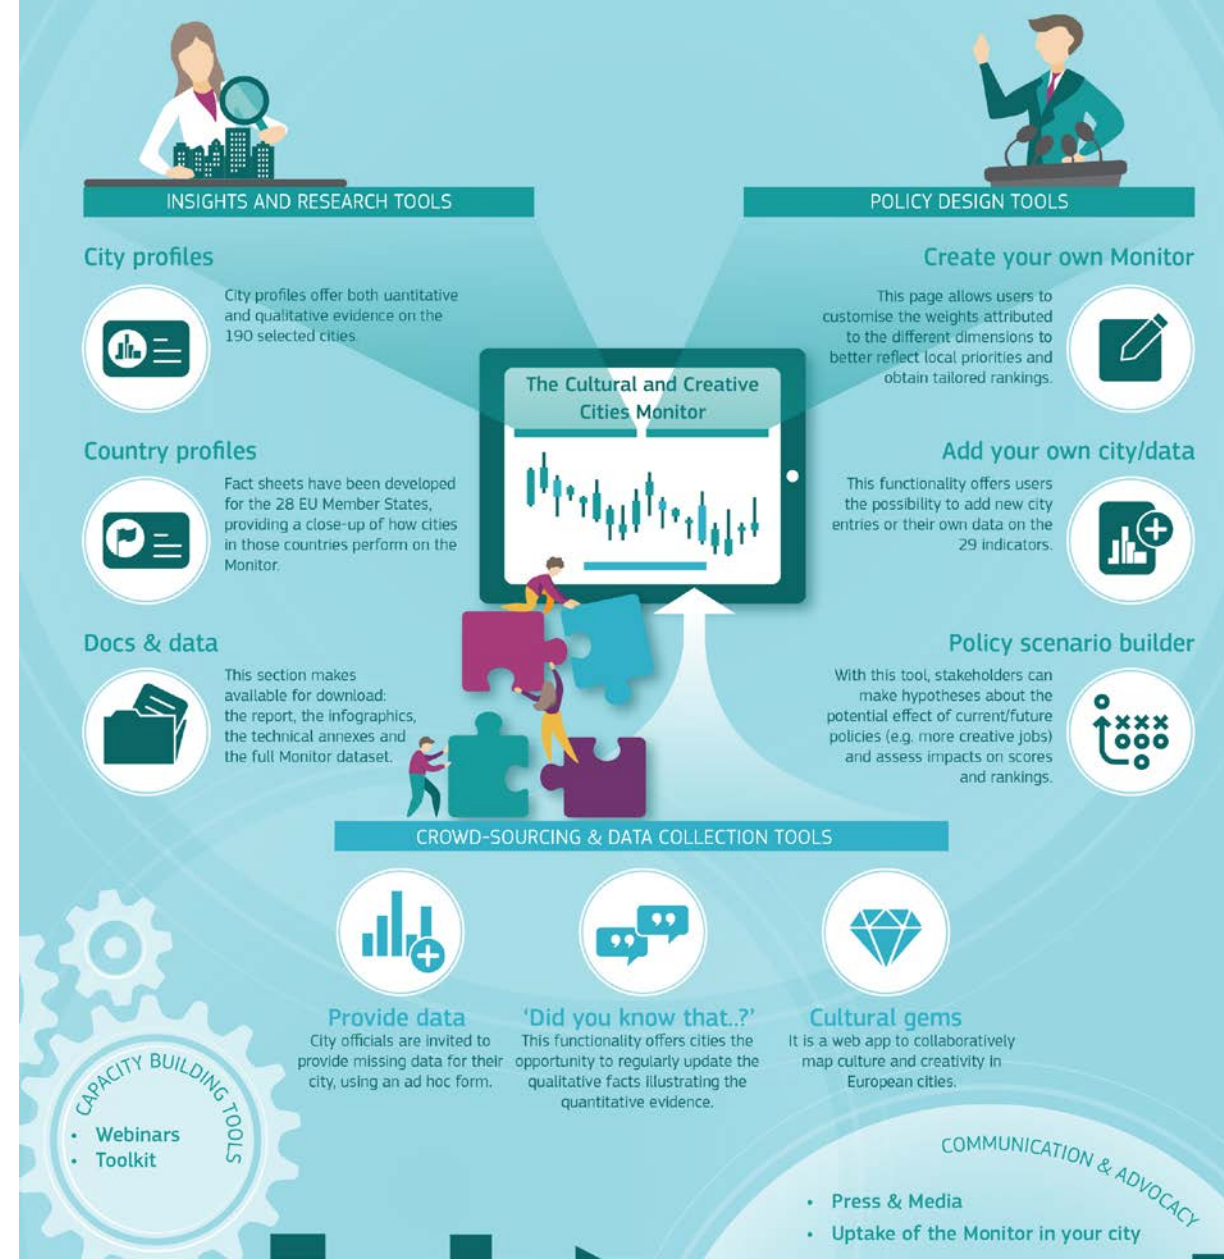 INSIGHTS AND RESEARCH TOOLS
City profiles
City profiles offer both uantitative
and qualitative evidence on the
190 selected cities.
Country profiles
Fact sheets have been developed
for the 28 EU Member States,
providing a close-up of how cities
in those countries perform on the
Monitor.
Docs & data
This section makes
available for download:
the report, the infographics,
the technical annexes and
the full Monitor dataset.
The Cultural and Creative
Cities Monitor
POLICY DESIGN TOOLS
Create your own Monitor
This page allows users to
customise the weights attributed
to the different dimensions to
better reflect local priorities and
obtain tailored rankings.
Add your own city/data
This functionality offers users
the possibility to add new city
entries or their own data on the
29 indicators.
Policy scenario builder
With this tool, stakeholders can
make hypotheses about the
potential effect of current/future
policies (e.g. more creative jobs)
and assess impacts on scores
and rankings.
CROWD-SOURCING & DATA COLLECTION TOOLS
Provide data
City officials are invited to
provide missing data for their
city, using an ad hoc form.
'Did you know that..?'
This functionality offers cities the
opportunity to regularly update the
qualitative facts illustrating the
quantitative evidence.
Cultural gems
It is a web app to collaboratively
map culture and creativity in
European cities.
CAPACITY BUILDING TOOLS
• Webinars
• Toolkit
COMMUNICATION & ADVOCACY
• Press & Media
• Uptake of the Monitor in your city